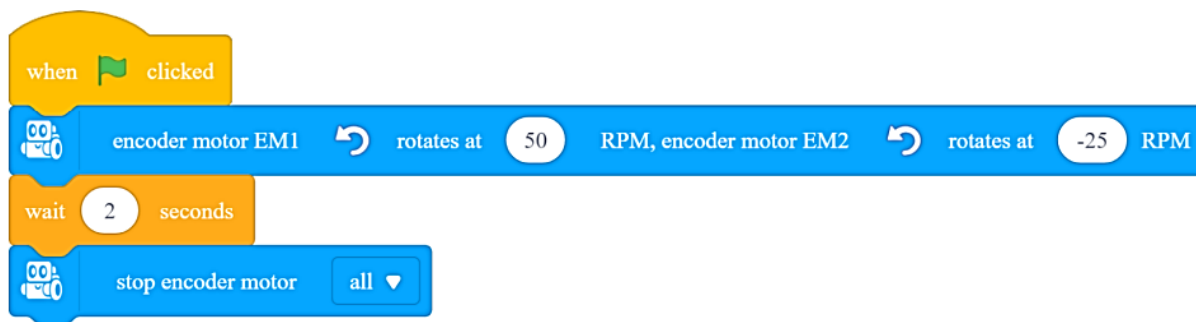 when clicked
encoder motor EM1 rotates at 50 RPM, encoder motor EM2 rotates at -25 RPM
wait 2 seconds
stop encoder motor all